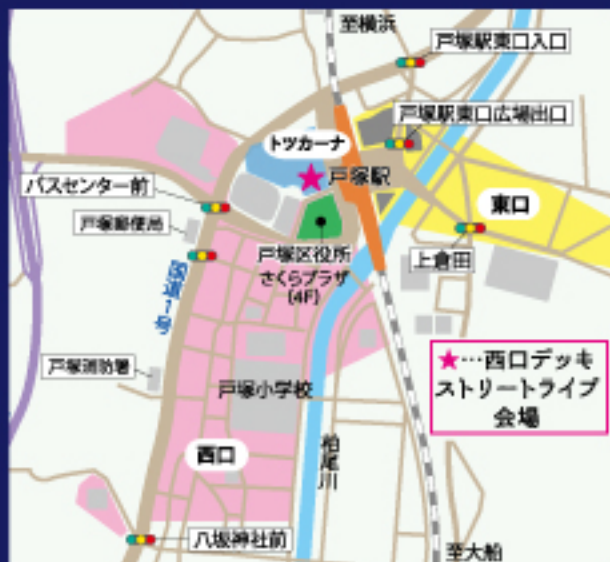 至横浜
戸塚駅東口入口
戸塚駅東口広場出口
トツカーナ
戸塚駅
バスセンター前
東口
戸塚郵便局
戸塚区役所
さくらプラザ
(4F)
上倉田
国道1号
★…西口デッキ
ストリートライブ
会場
戸塚消防署
戸塚小学校
西口
柏尾川
八坂神社前
至大船